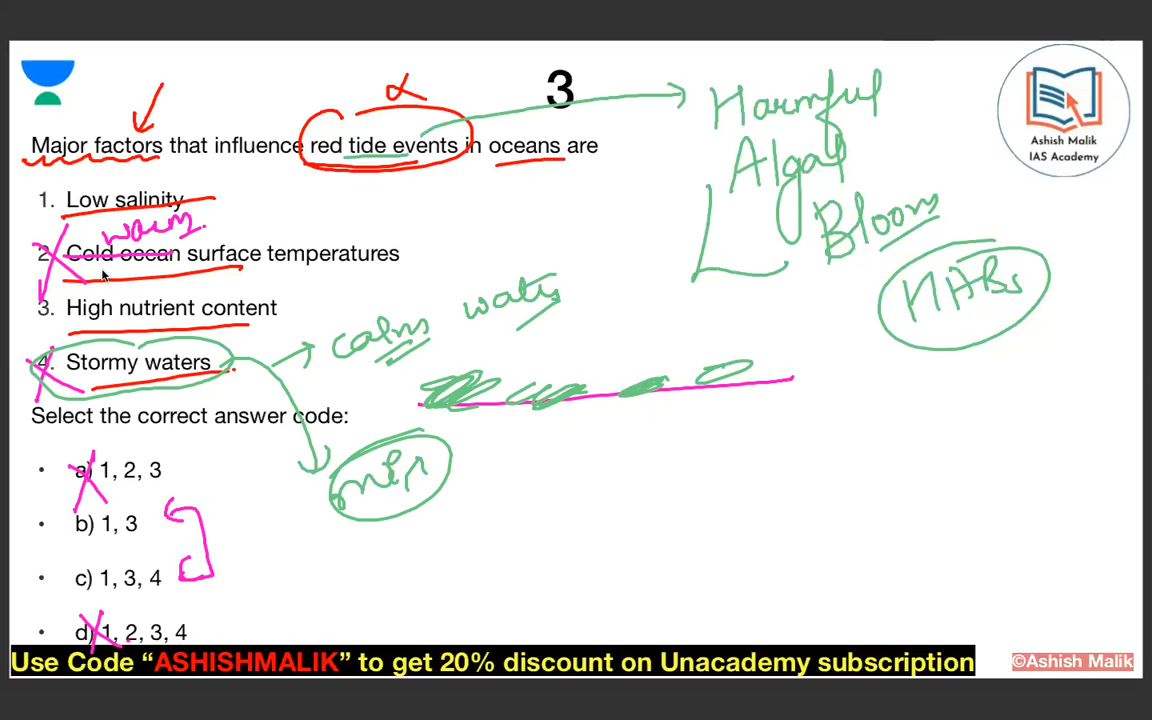 3
Harmful
Algal
Bloom
HABs
Ashish Malik
IAS Academy
Major factors that influence red tide events in oceans are
1. Low salinity
warm
2. Cold ocean surface temperatures
3. High nutrient content
calm water
4. Stormy waters
Select the correct answer code:
• a) 1, 2, 3
• b) 1, 3
• c) 1, 3, 4
• d) 1, 2, 3, 4
Use Code “ASHISHMALIK” to get 20% discount on Unacademy subscription
©Ashish Malik